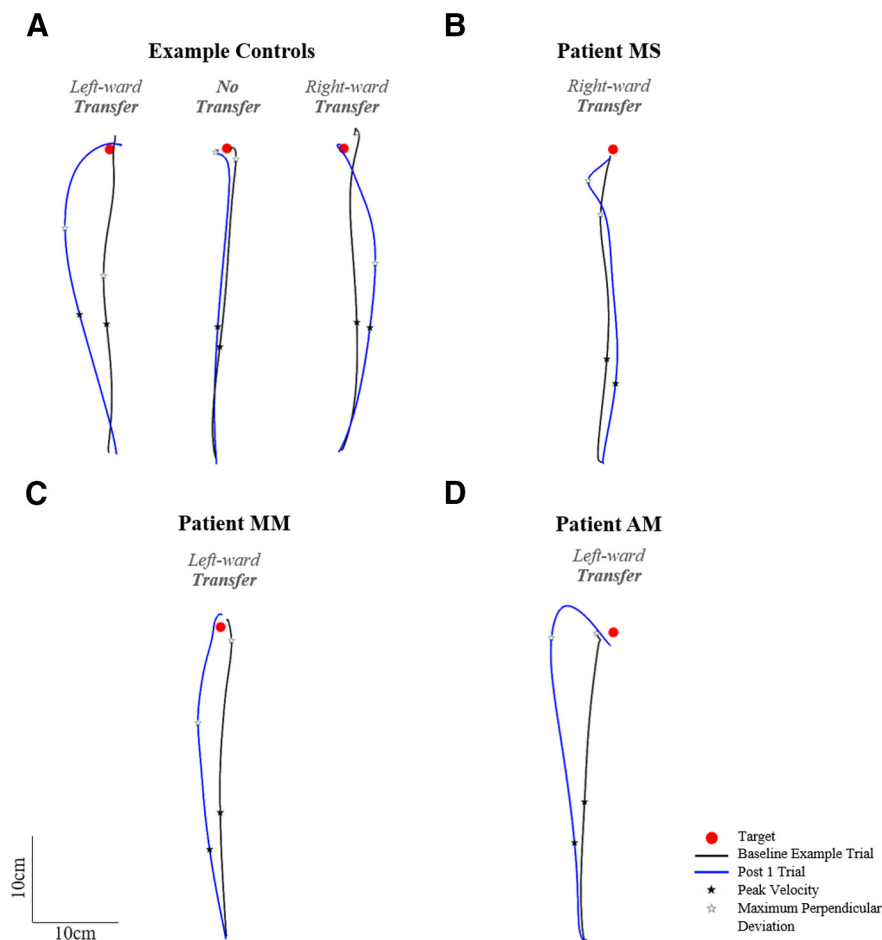 A
Example Controls
Left-ward
Transfer
No
Transfer
Right-ward
Transfer
B
Patient MS
Right-ward
Transfer
C
Patient MM
Left-ward
Transfer
10cm
10cm
D
Patient AM
Left-ward
Transfer
Target
Baseline Example Trial
Post 1 Trial
Peak Velocity
Maximum Perpendicular
Deviation